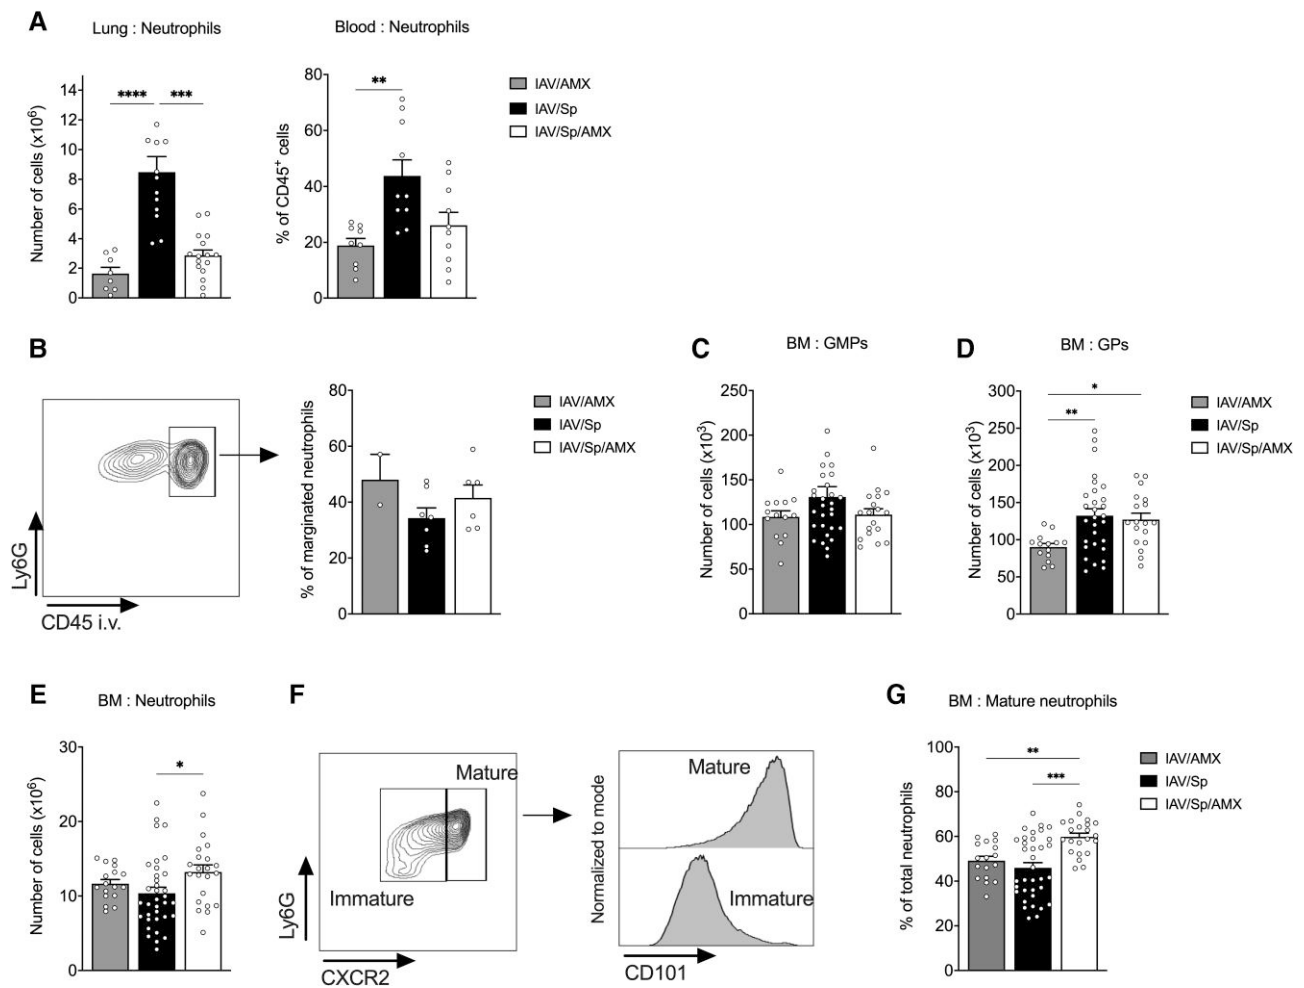 A
Lung : Neutrophils
Number of cells (x10⁶)
14
12
10
8
6
4
2
0
**** ***
Blood : Neutrophils
% of CD45⁺ cells
80
60
40
20
0
**
IAV/AMX
IAV/Sp
IAV/Sp/AMX
B
Ly6G
CD45 i.v.
% of marginated neutrophils
80
60
40
20
0
IAV/AMX
IAV/Sp
IAV/Sp/AMX
C
BM : GMPs
Number of cells (x10³)
250
200
150
100
50
0
D
BM : GPs
Number of cells (x10³)
300
250
200
150
100
50
0
*
**
IAV/AMX
IAV/Sp
IAV/Sp/AMX
E
BM : Neutrophils
Number of cells (x10⁶)
30
20
10
0
*
F
Mature
Immature
Ly6G
CXCR2
Normalized to mode
Mature
Immature
CD101
G
BM : Mature neutrophils
% of total neutrophils
100
80
60
40
20
0
**
***
IAV/AMX
IAV/Sp
IAV/Sp/AMX